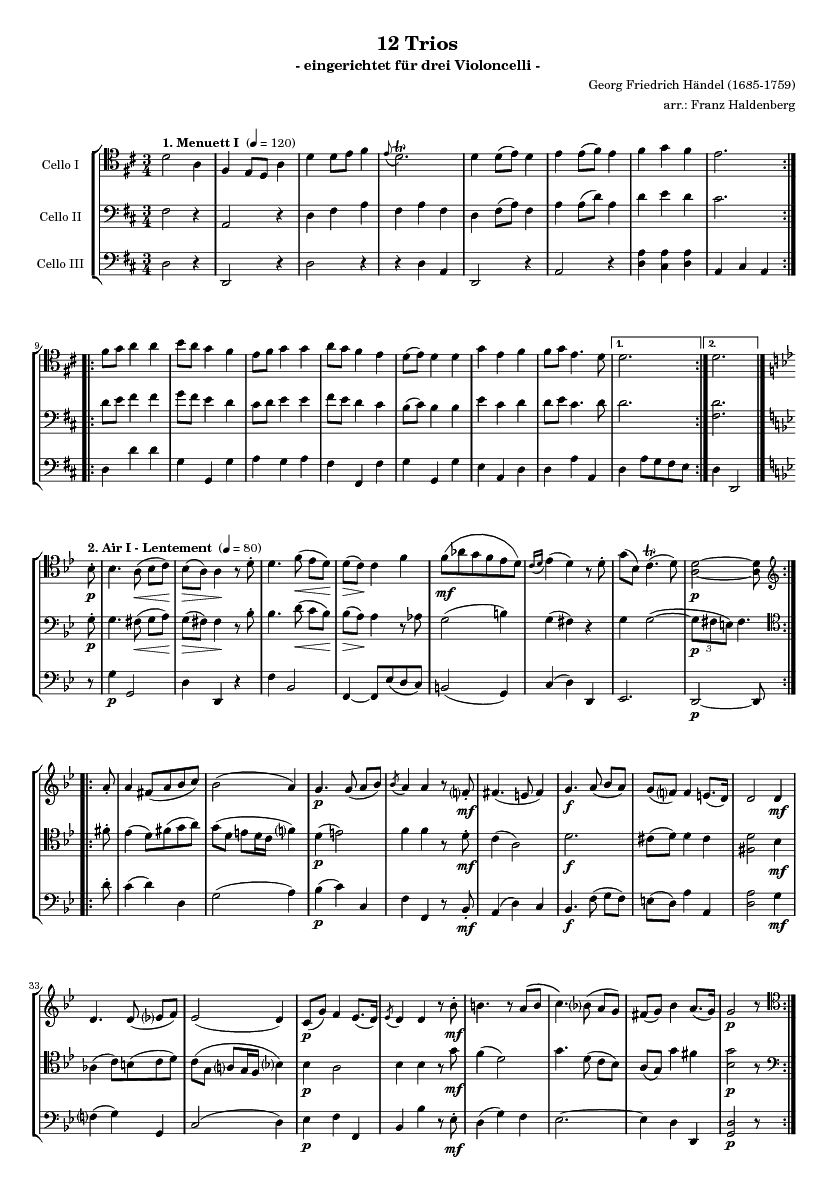 12 Trios
- eingerichtet für drei Violoncelli -
Georg Friedrich Händel (1685-1759)
arr.: Franz Haldenberg
1. Menuett I (♩ = 120)
Cello I
Cello II
Cello III
9
1.
2.
2. Air I - Lentement (♩ = 80)
mf
p
p
p
3
p
p
p
f
mf
mf
p
mf
f
mf
p
mf
f
mf
33
p
mf
p
p
mf
p
p
mf
p